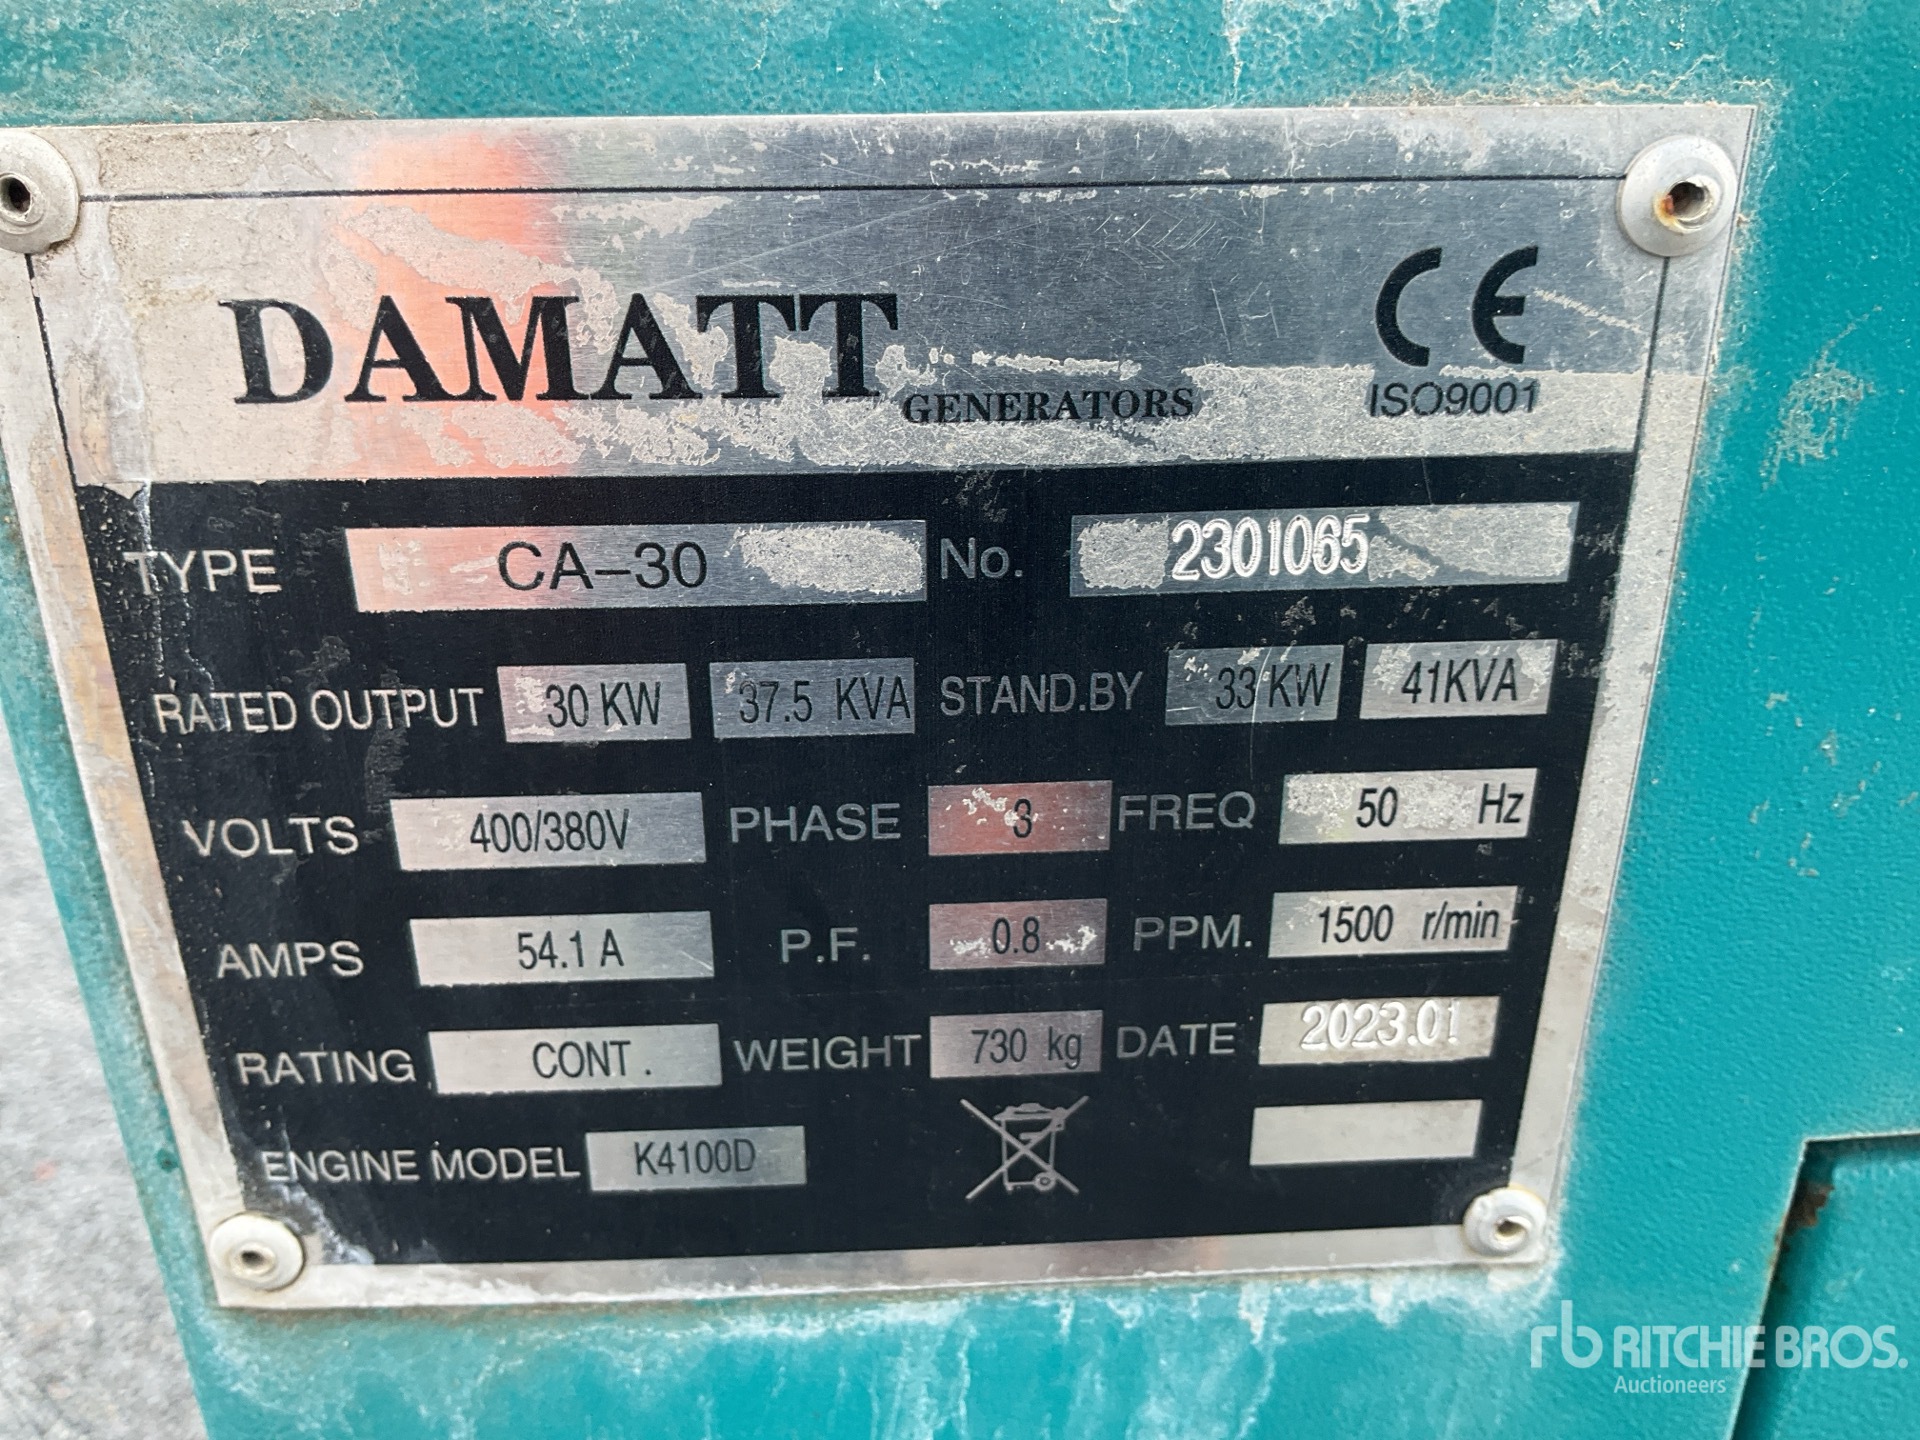 DAMATT GENERATORS
CE
ISO9001
TYPE CA-30 No. 2301065
RATED OUTPUT 30 KW 37.5 KVA STAND.BY 33 KW 41KVA
VOLTS 400/380V PHASE 3 FREQ 50 Hz
AMPS 54.1 A P.F. 0.8 PPM. 1500 r/min
RATING CONT. WEIGHT 730 kg DATE 2023.01
ENGINE MODEL K4100D
rb RITCHIE BROS.
Auctioneers